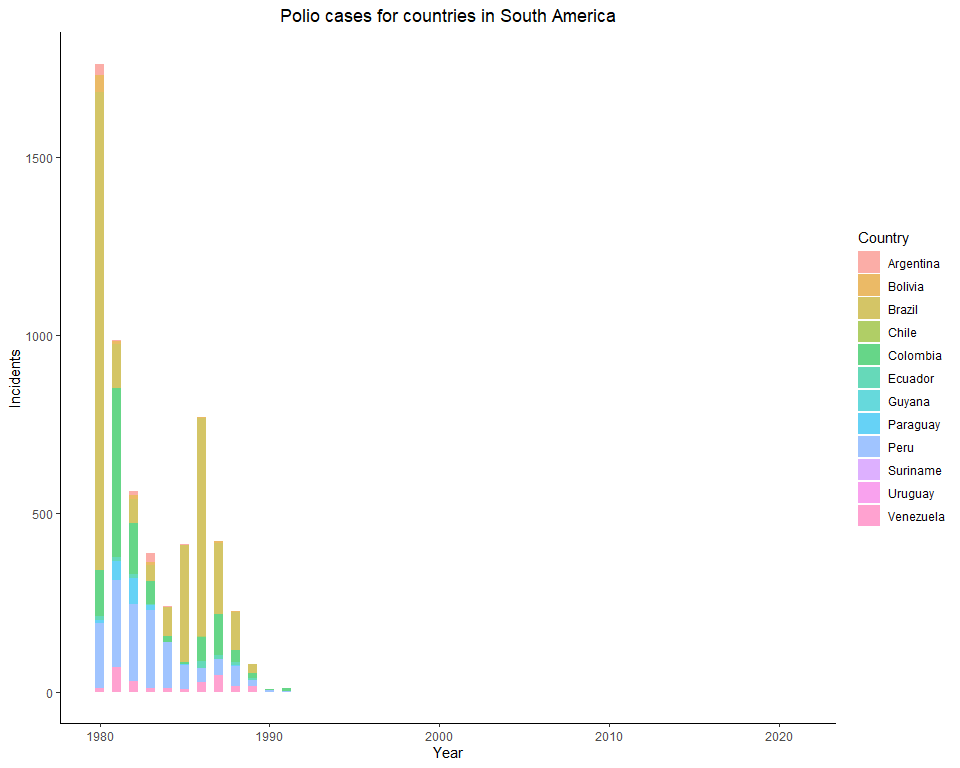 Polio cases for countries in South America
1500
1000
500
0
Incidents
1980
1990
2000
2010
2020
Year
Country
Argentina
Bolivia
Brazil
Chile
Colombia
Ecuador
Guyana
Paraguay
Peru
Suriname
Uruguay
Venezuela